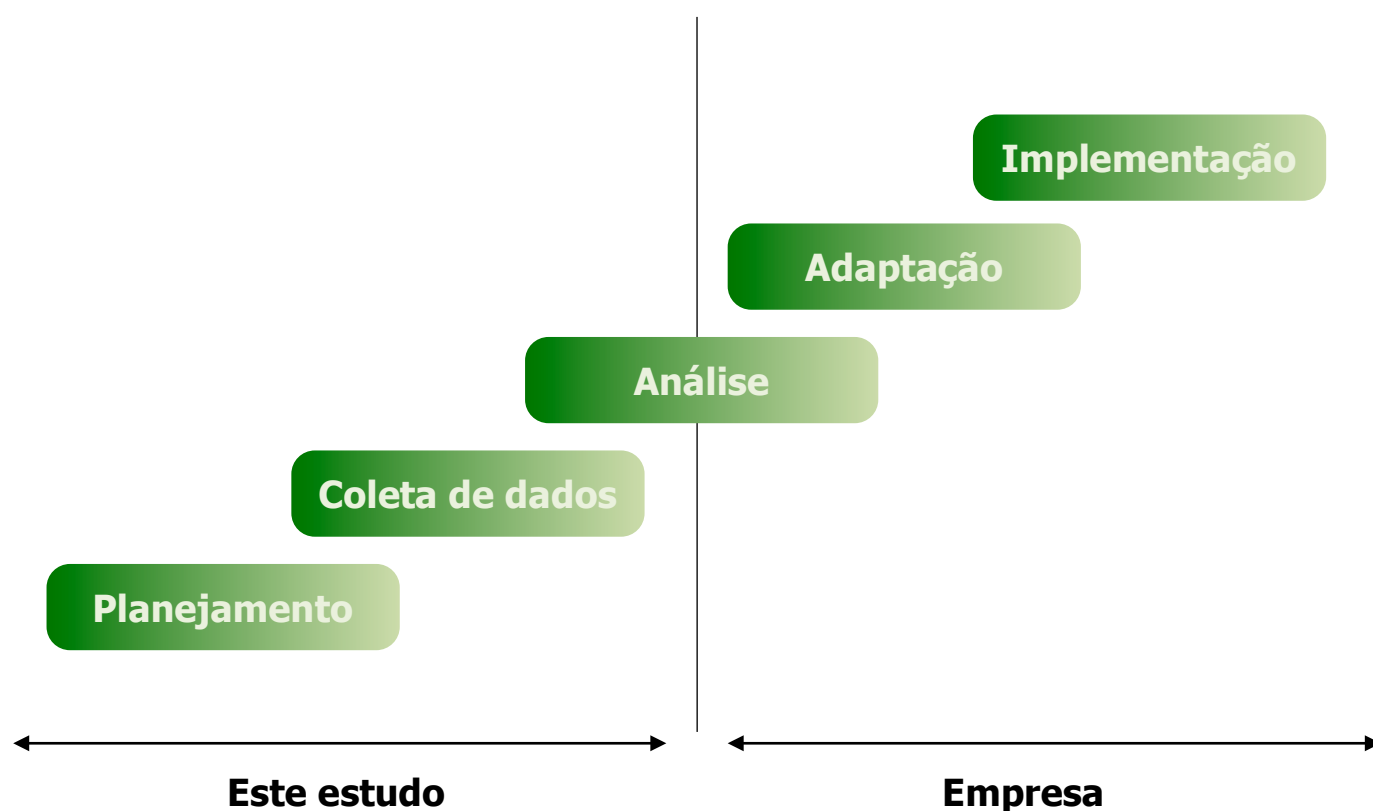 Implementação
Adaptação
Análise
Coleta de dados
Planejamento
Este estudo
Empresa